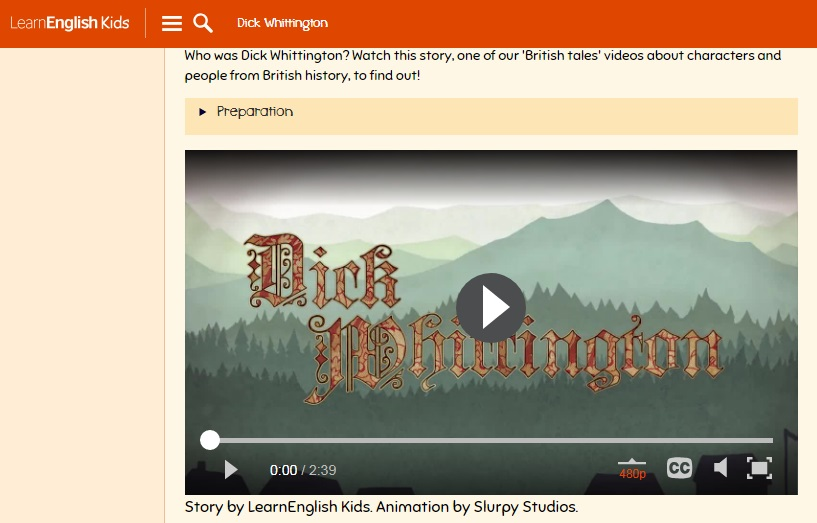 LearnEnglish Kids
Dick Whittington
Who was Dick Whittington? Watch this story, one of our 'British tales' videos about characters and
people from British history, to find out!
Preparation
Dick
Whittington
0:00 / 2:39
480p
CC
Story by LearnEnglish Kids. Animation by Slurpy Studios.